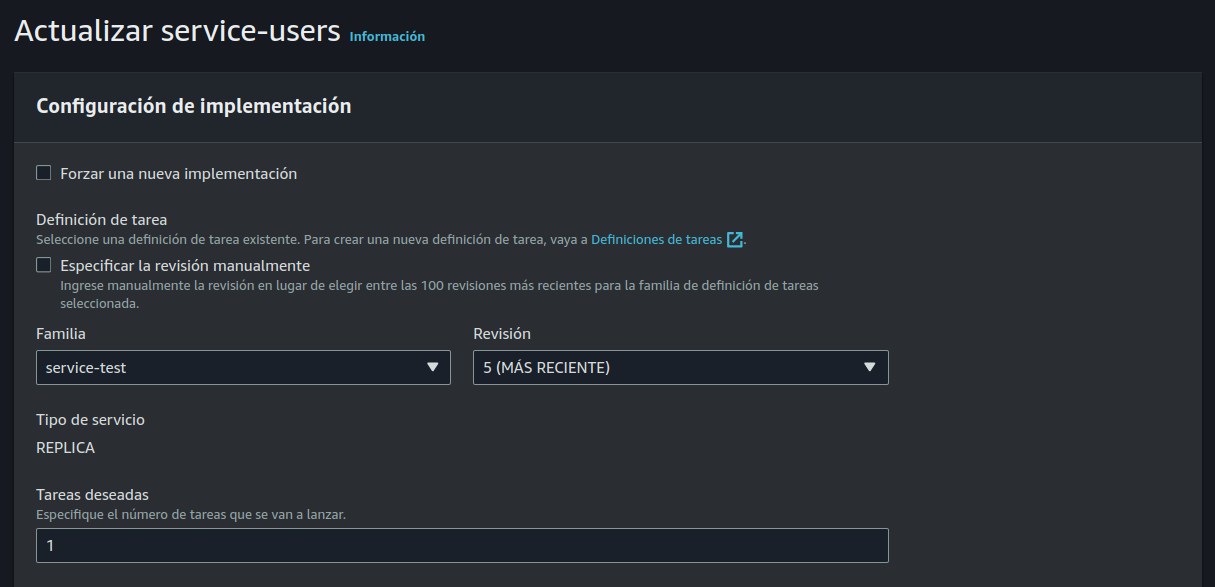 Actualizar service-users Información
Configuración de implementación
Forzar una nueva implementación
Definición de tarea
Seleccione una definición de tarea existente. Para crear una nueva definición de tarea, vaya a Definiciones de tareas.
Especificar la revisión manualmente
Ingrese manualmente la revisión en lugar de elegir entre las 100 revisiones más recientes para la familia de definición de tareas
seleccionada.
Familia Revisión
service-test 5 (MÁS RECIENTE)
Tipo de servicio
REPLICA
Tareas deseadas
Especifique el número de tareas que se van a lanzar.
1